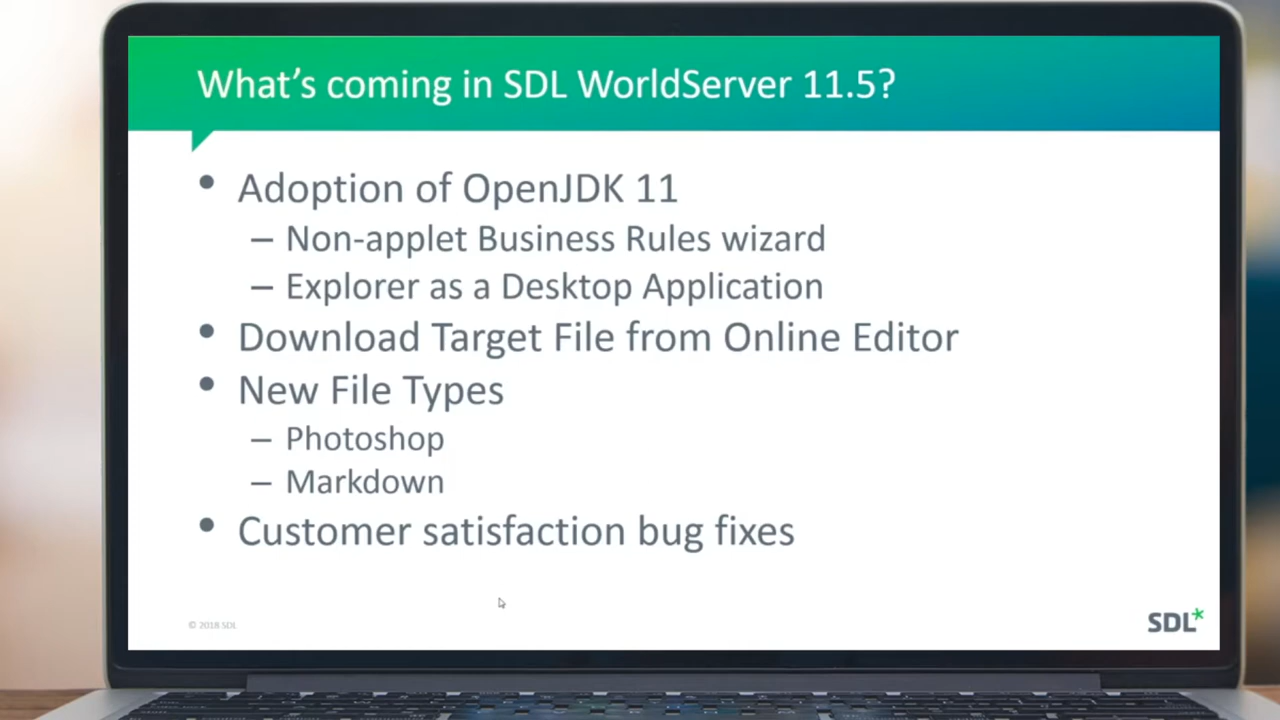 What's coming in SDL WorldServer 11.5?
• Adoption of OpenJDK 11
– Non-applet Business Rules wizard
– Explorer as a Desktop Application
• Download Target File from Online Editor
• New File Types
– Photoshop
– Markdown
• Customer satisfaction bug fixes
© 2018 SDL
SDL*